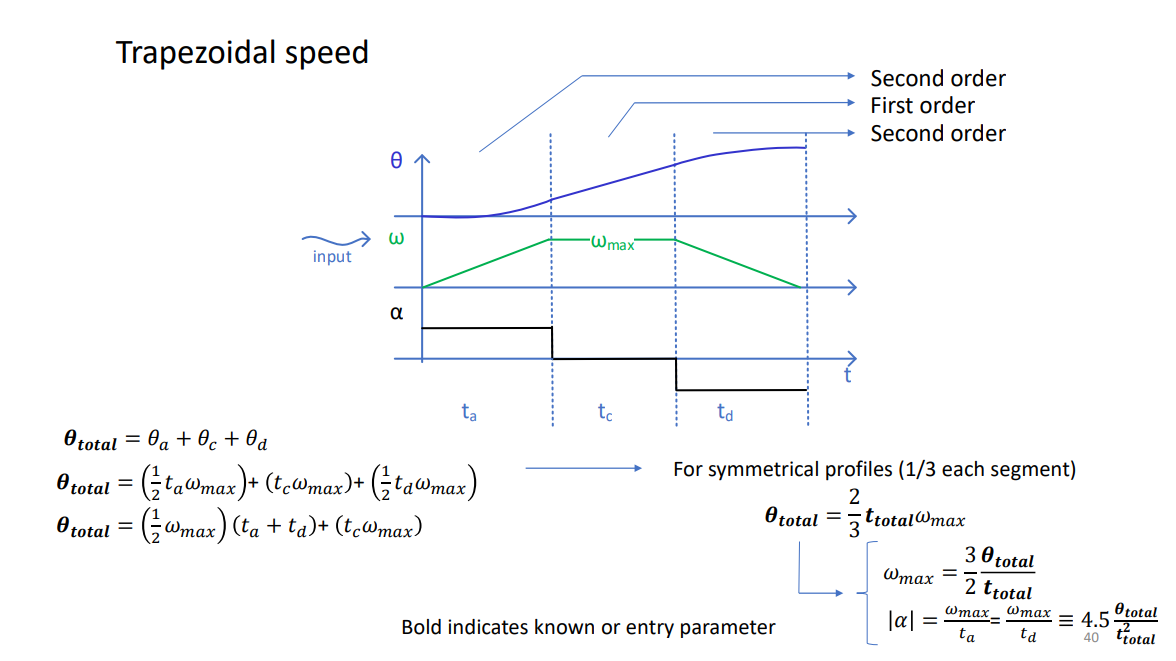 Trapezoidal speed
Second order
First order
Second order
θ
input
ω
ωmax
α
t
ta
tc
td
θtotal = θa + θc + θd
θtotal = (1/2 taωmax)+ (tcωmax)+ (1/2 tdωmax)
θtotal = (1/2 ωmax) (ta + td)+ (tcωmax)
For symmetrical profiles (1/3 each segment)
θtotal = 2/3 ttotalωmax
ωmax = 3/2 θtotal/ttotal
|α| = ωmax/ta= ωmax/td ≡ 4.5 θtotal/t²total
Bold indicates known or entry parameter
40